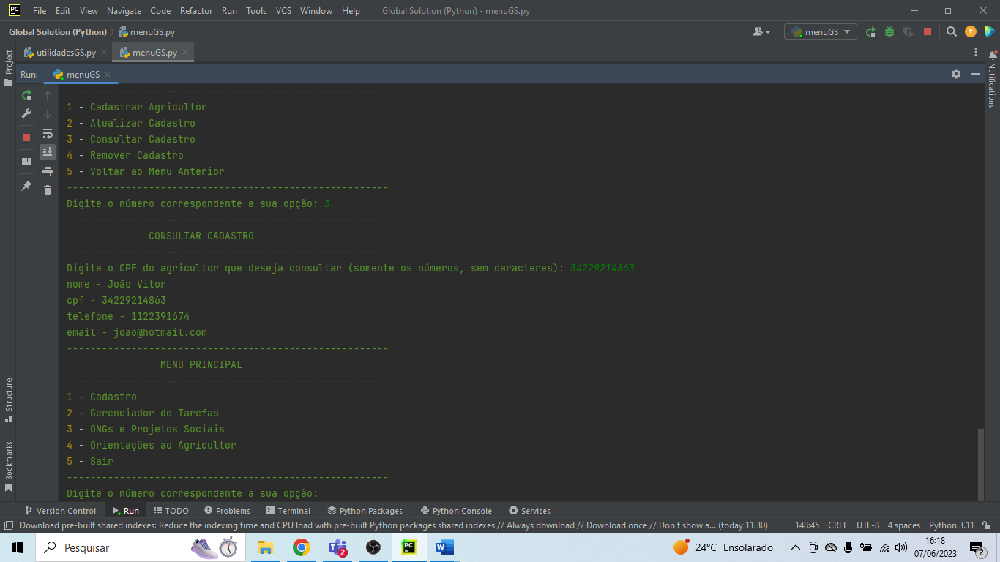 PC File Edit View Navigate Code Refactor Run Tools VCS Window Help Global Solution (Python) - menuGS.py
Global Solution (Python) menuGS.py menuGS
utilidadesGS.py menuGS.py
Project
Run: menuGS
Notifications
-------------------------------------------------------
1 - Cadastrar Agricultor
2 - Atualizar Cadastro
3 - Consultar Cadastro
4 - Remover Cadastro
5 - Voltar ao Menu Anterior
-------------------------------------------------------
Digite o número correspondente a sua opção: 3
-------------------------------------------------------
CONSULTAR CADASTRO
-------------------------------------------------------
Digite o CPF do agricultor que deseja consultar (somente os números, sem caracteres): 34229214863
nome - João Vitor
cpf - 34229214863
telefone - 1122391674
email - joao@hotmail.com
-------------------------------------------------------
MENU PRINCIPAL
-------------------------------------------------------
1 - Cadastro
2 - Gerenciador de Tarefas
3 - ONGs e Projetos Sociais
4 - Orientações ao Agricultor
5 - Sair
-------------------------------------------------------
Digite o número correspondente a sua opção:
Structure
Bookmarks
Version Control Run TODO Problems Terminal Python Packages Python Console Services
Download pre-built shared indexes: Reduce the indexing time and CPU load with pre-built Python packages shared indexes // Always download // Download once // Don't show a... (today 11:30) 148:45 CRLF UTF-8 4 spaces Python 3.11
Pesquisar 2 PC W 24°C Ensolarado 16:18
07/06/2023 2